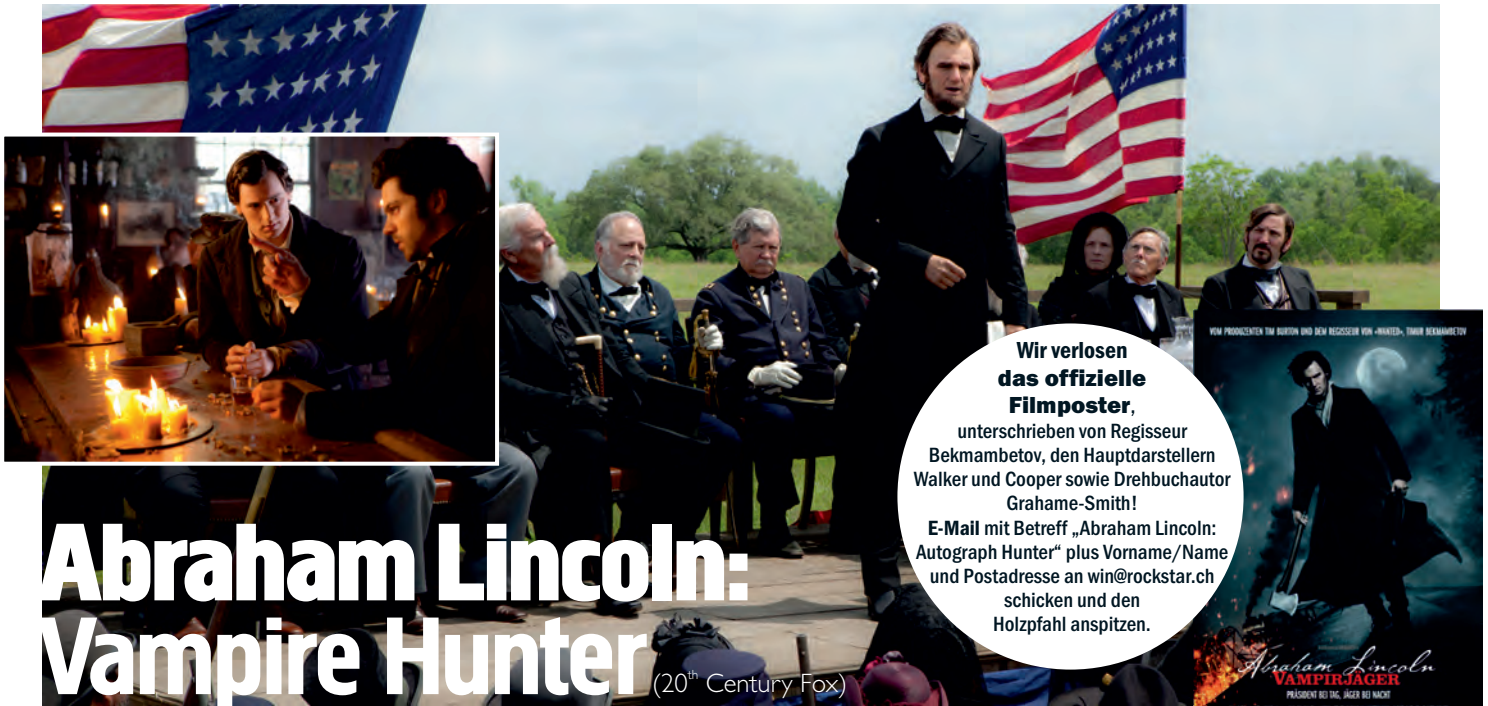 Wir verlosen
das offizielle
Filmposter,
unterschrieben von Regisseur
Bekmambetov, den Hauptdarstellern
Walker und Cooper sowie Drehbuchautor
Grahame-Smith!
E-Mail mit Betreff „Abraham Lincoln:
Autograph Hunter“ plus Vorname/Name
und Postadresse an win@rockstar.ch
schicken und den
Holzpfahl anspitzen.
VOM PRODUZENTEN TIM BURTON UND DEM REGISSEUR VON «WANTED», TIMUR BEKMAMBETOV
Abraham Lincoln
VAMPIRJÄGER
PRÄSIDENT BEI TAG, JÄGER BEI NACHT
Abraham Lincoln:
Vampire Hunter (20th Century Fox)